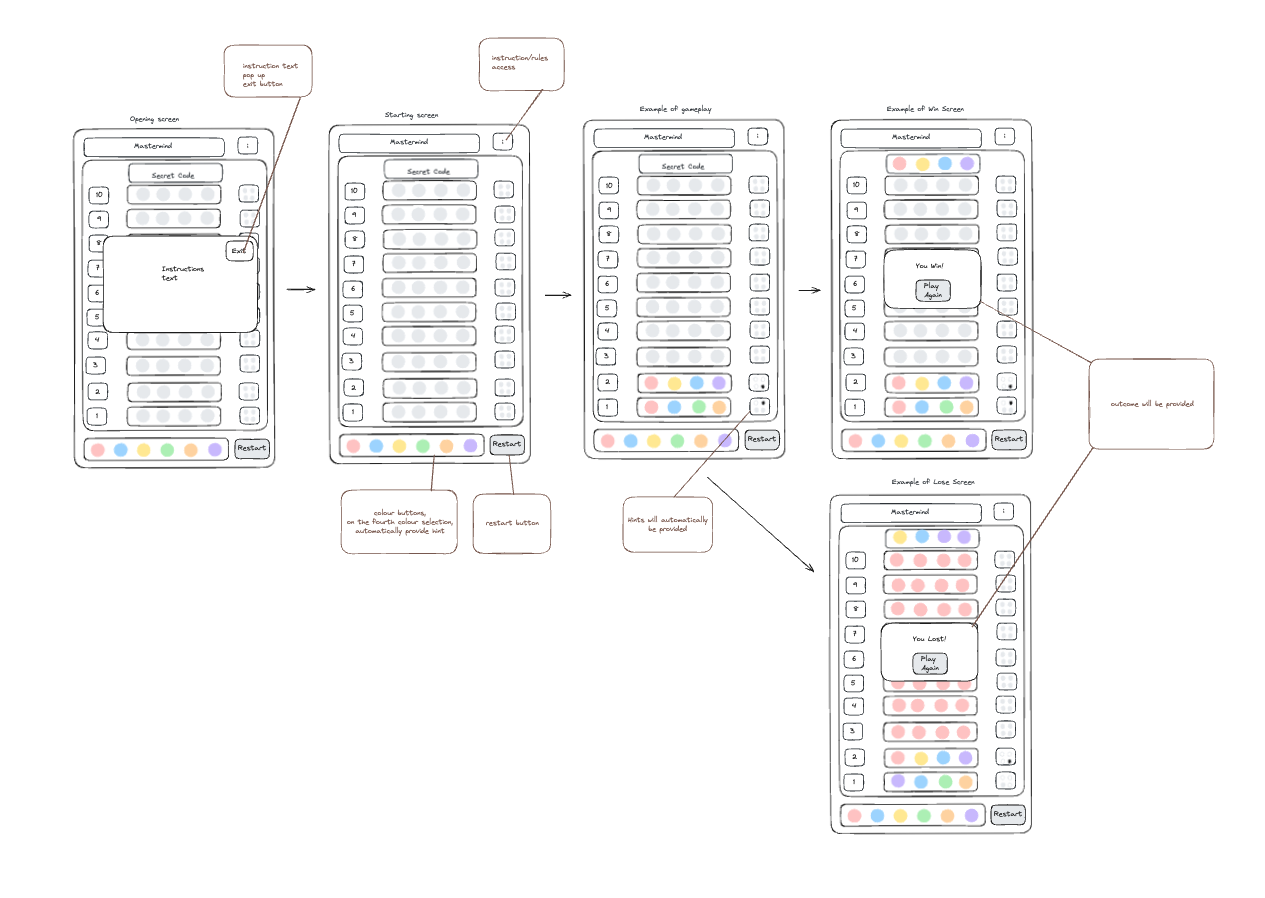 instruction text
pop up
exit button
instruction/rules
access
Opening screen
Mastermind
i
Secret Code
10
9
8
7
6
5
4
3
2
1
Exit
Instructions
text
Restart
Starting screen
Mastermind
i
Secret Code
10
9
8
7
6
5
4
3
2
1
Restart
colour buttons,
on the fourth colour selection,
automatically provide hint
restart button
Example of gameplay
Mastermind
i
Secret Code
10
9
8
7
6
5
4
3
2
1
Restart
Hints will automatically
be provided
Example of Win Screen
Mastermind
i
10
9
8
7
6
5
4
3
2
1
You Win!
Play
Again
Restart
outcome will be provided
Example of Lose Screen
Mastermind
i
10
9
8
7
6
5
4
3
2
1
You Lost!
Play
Again
Restart